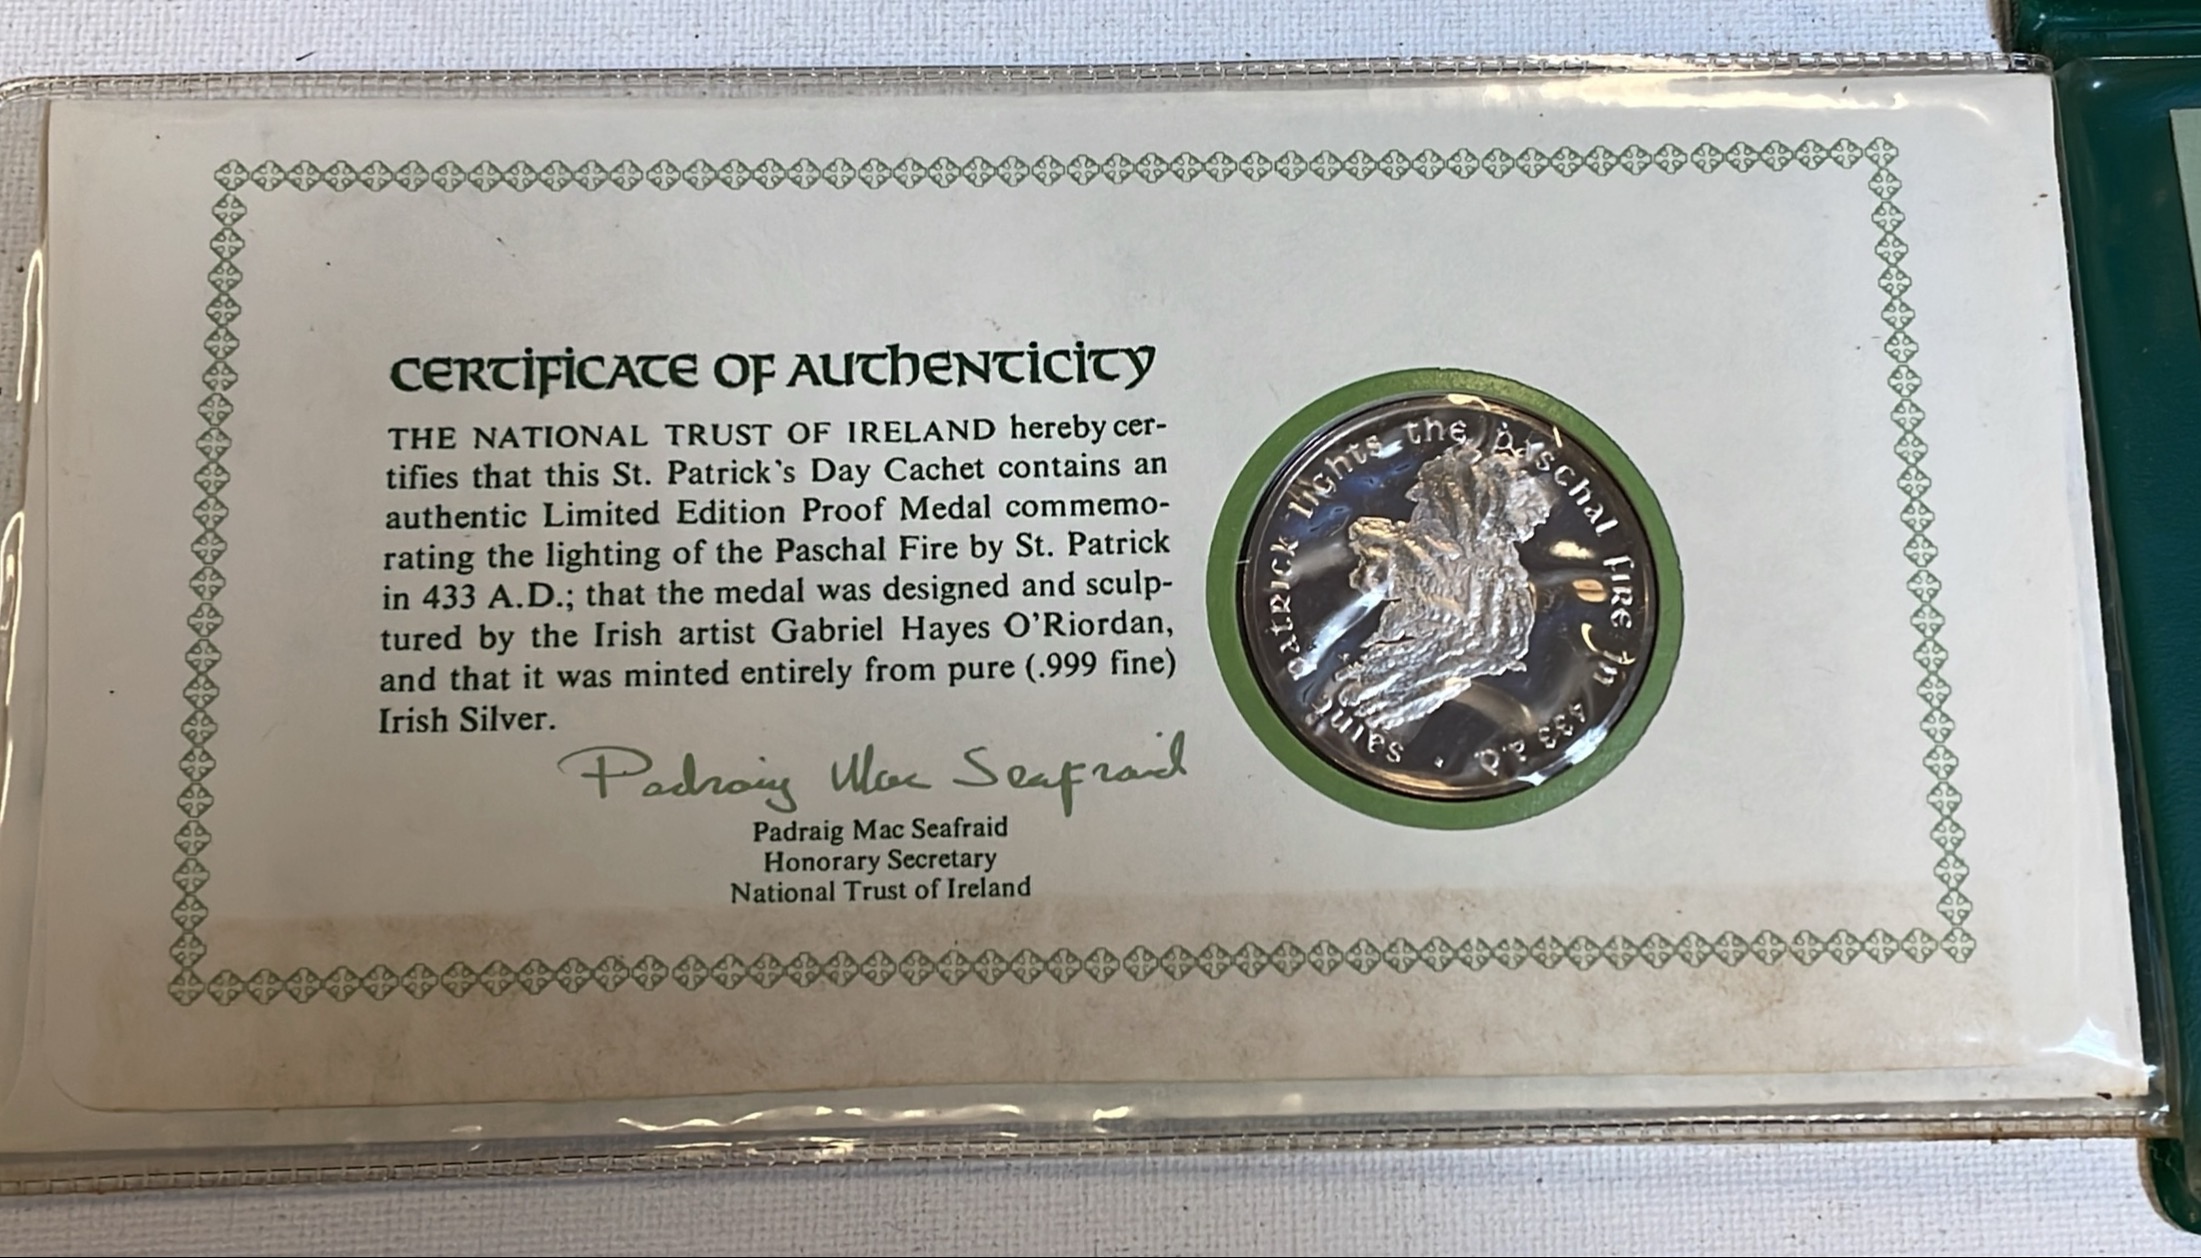 CERTIFICATE OF AUTHENTICITY
THE NATIONAL TRUST OF IRELAND hereby cer-
tifies that this St. Patrick's Day Cachet contains an
authentic Limited Edition Proof Medal commemo-
rating the lighting of the Paschal Fire by St. Patrick
in 433 A.D.; that the medal was designed and sculp-
tured by the Irish artist Gabriel Hayes O'Riordan,
and that it was minted entirely from pure (.999 fine)
Irish Silver.
Padraig Mac Seafraid
Padraig Mac Seafraid
Honorary Secretary
National Trust of Ireland
saint patrick lights the paschal fire in 433 a.d.